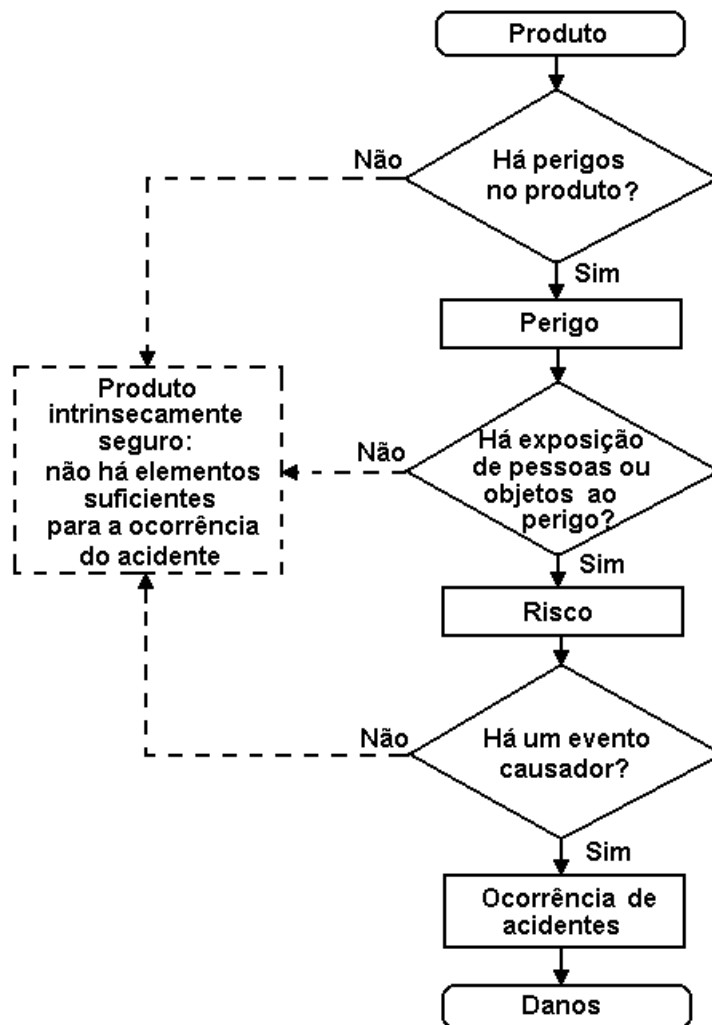 Produto
Não
Há perigos
no produto?
Sim
Perigo
Produto
intrinsecamente
seguro:
não há elementos
suficientes
para a ocorrência
do acidente
Não
Há exposição
de pessoas ou
objetos ao
perigo?
Sim
Risco
Não
Há um evento
causador?
Sim
Ocorrência de
acidentes
Danos